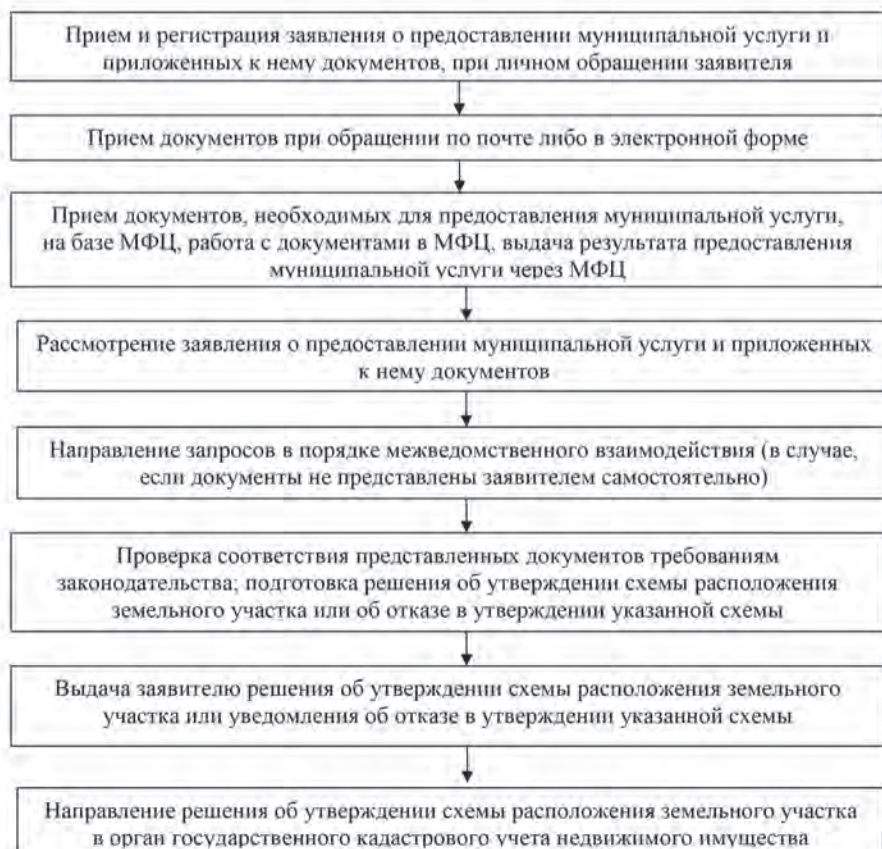 Прием и регистрация заявления о предоставлении муниципальной услуги и
приложенных к нему документов, при личном обращении заявителя
Прием документов при обращении по почте либо в электронной форме
Прием документов, необходимых для предоставления муниципальной услуги,
на базе МФЦ, работа с документами в МФЦ, выдача результата предоставления
муниципальной услуги через МФЦ
Рассмотрение заявления о предоставлении муниципальной услуги и приложенных
к нему документов
Направление запросов в порядке межведомственного взаимодействия (в случае,
если документы не представлены заявителем самостоятельно)
Проверка соответствия представленных документов требованиям
законодательства; подготовка решения об утверждении схемы расположения
земельного участка или об отказе в утверждении указанной схемы
Выдача заявителю решения об утверждении схемы расположения земельного
участка или уведомления об отказе в утверждении указанной схемы
Направление решения об утверждении схемы расположения земельного участка
в орган государственного кадастрового учета недвижимого имущества